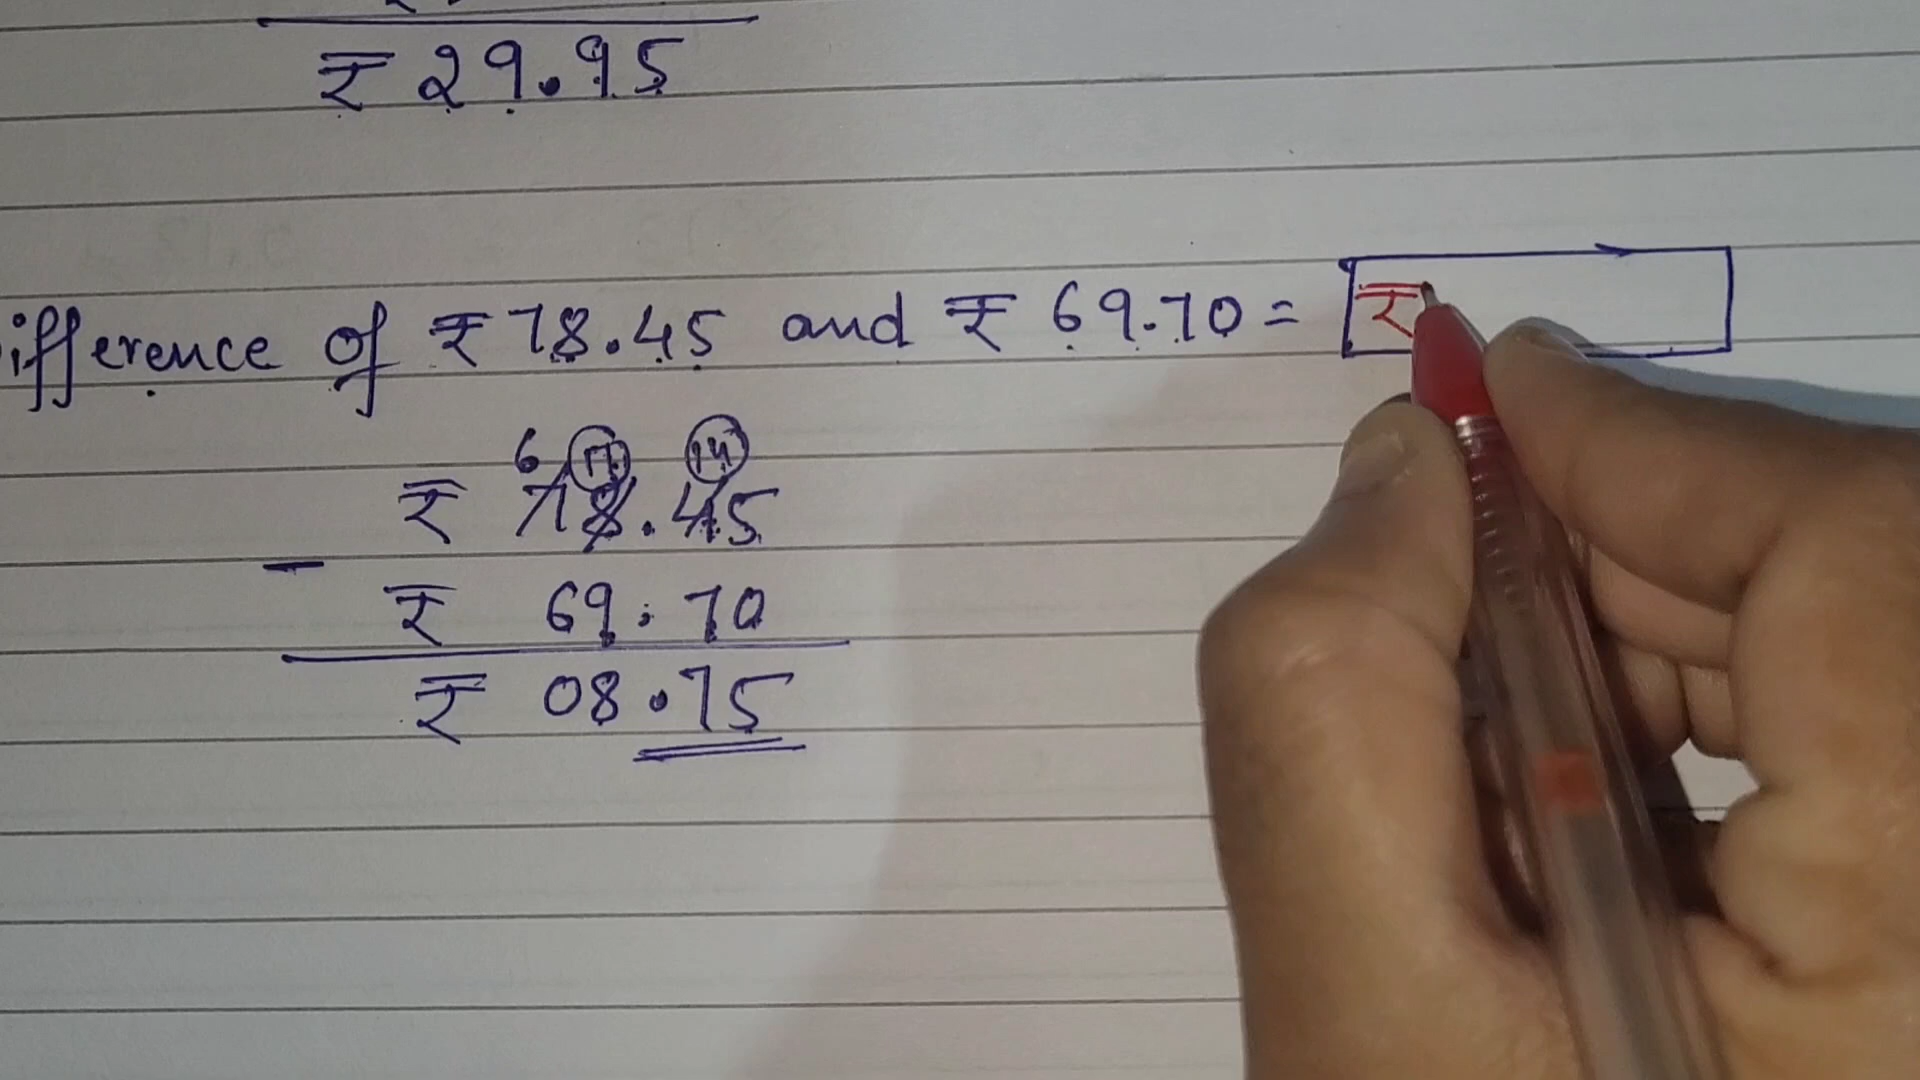 ₹ 29.95
ifference of ₹ 78.45 and ₹ 69.70 = ₹
6 17 14
₹ 78.45
- ₹ 69.70
₹ 08.75